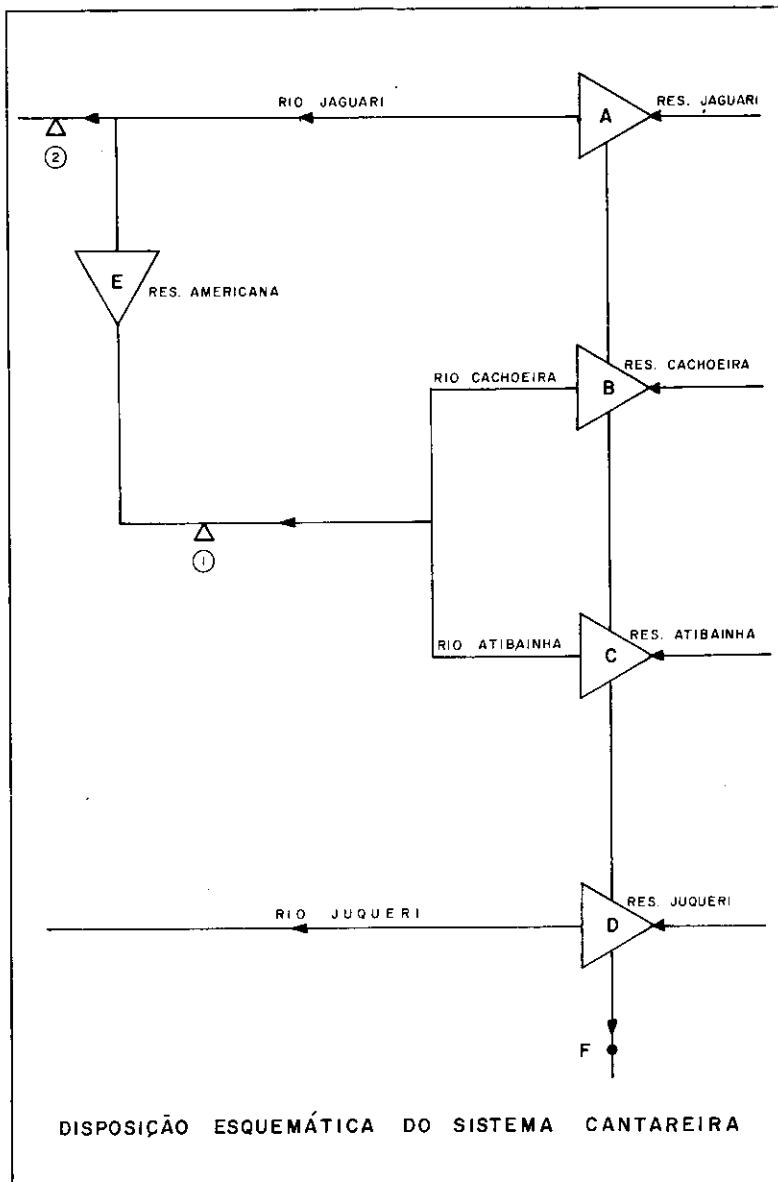 RIO JAGUARI
RES. JAGUARI
A
2
E
RES. AMERICANA
RIO CACHOEIRA
RES. CACHOEIRA
B
1
RIO ATIBAINHA
RES. ATIBAINHA
C
RIO JUQUERI
RES. JUQUERI
D
F
DISPOSIÇÃO ESQUEMÁTICA DO SISTEMA CANTAREIRA